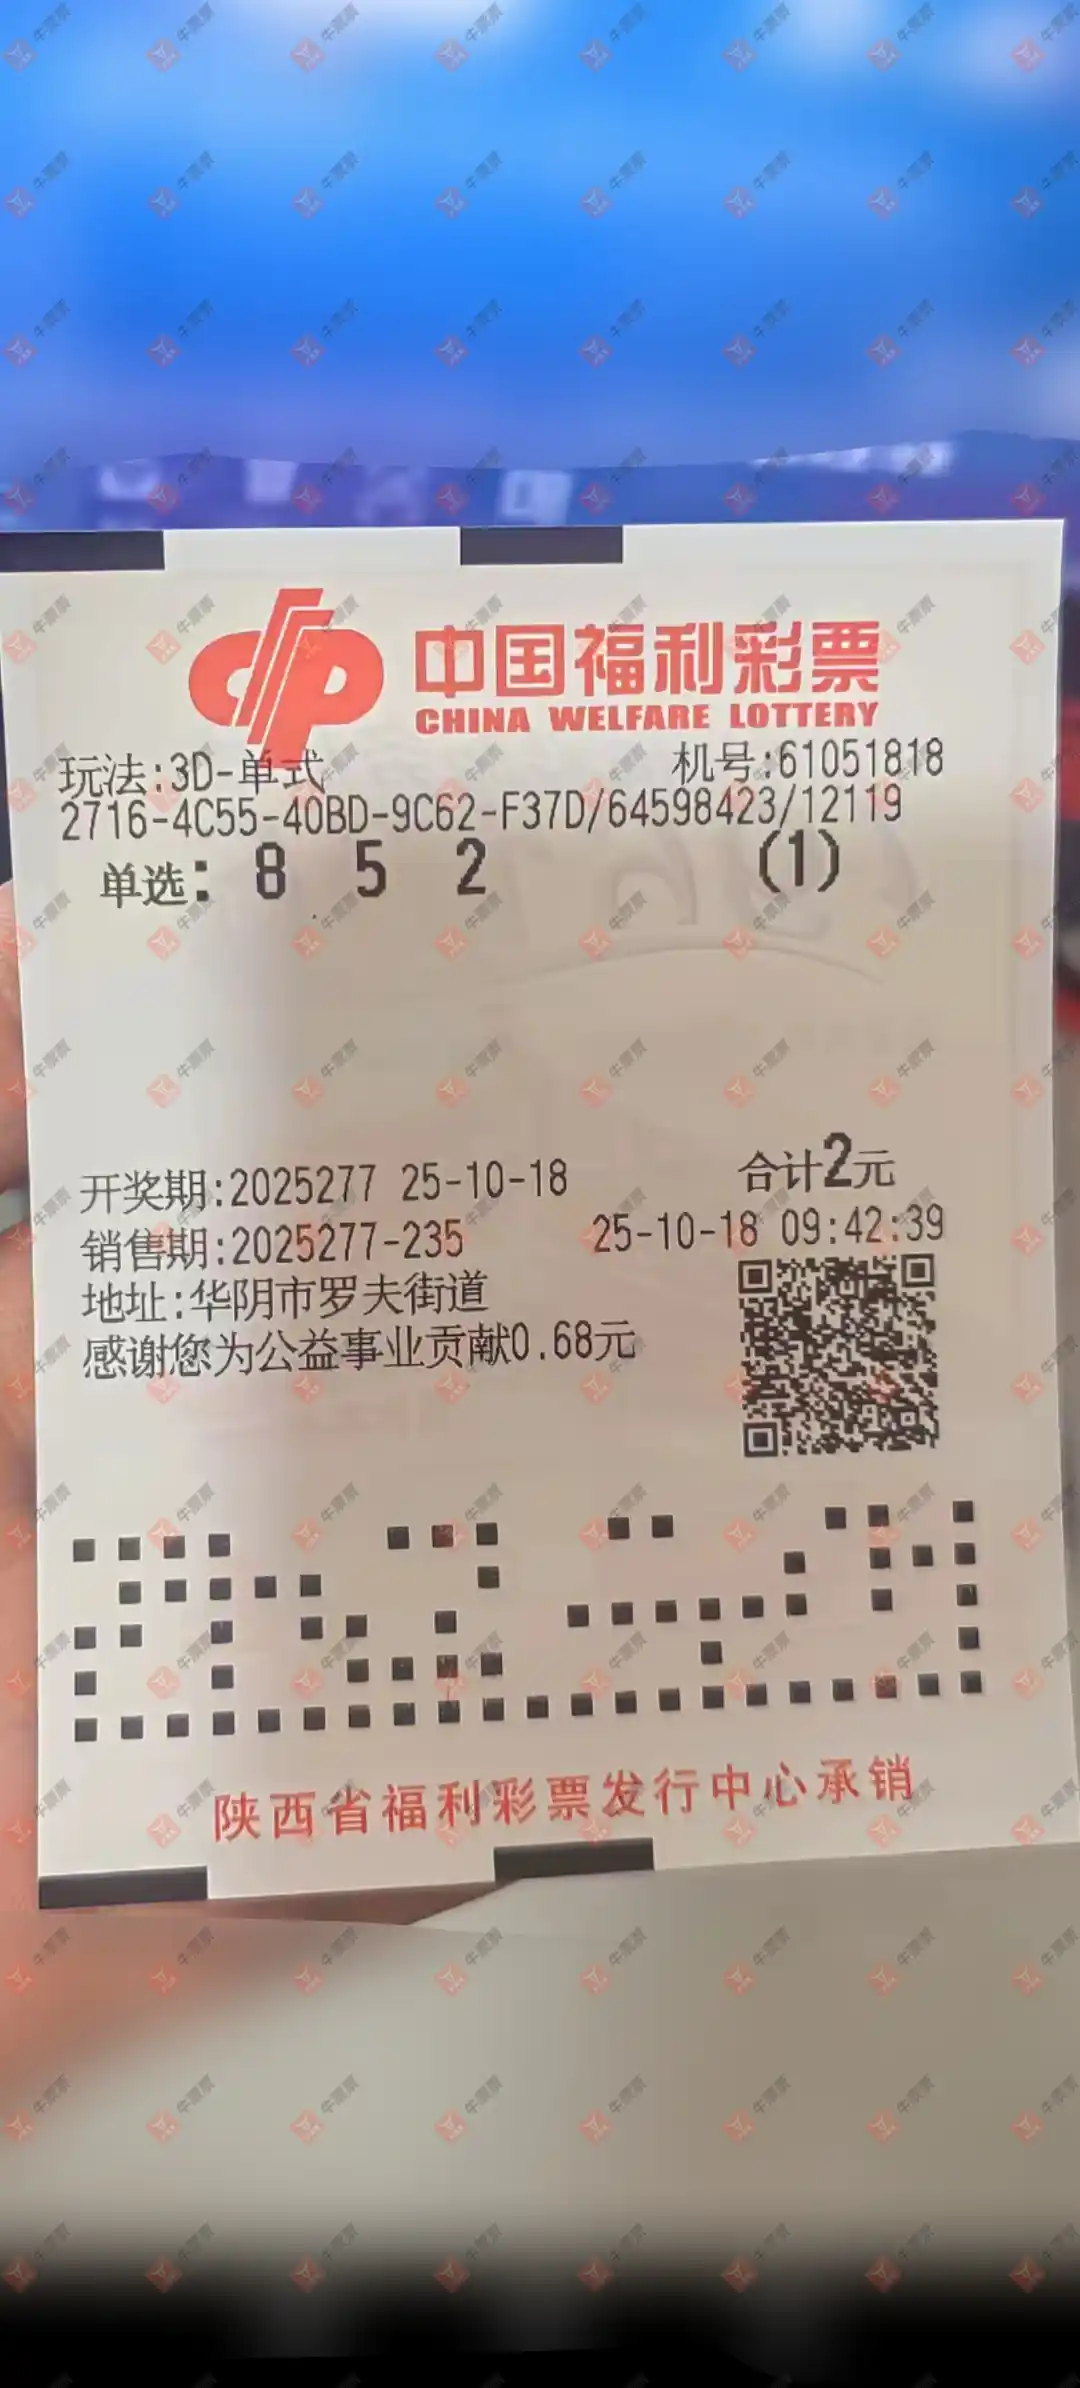 中国福利彩票
CHINA WELFARE LOTTERY
玩法:3D-单式 机号:61051818
2716-4C55-40BD-9C62-F37D/64598423/12119
单选: 8 5 2 (1)
开奖期:2025277 25-10-18 合计2元
销售期:2025277-235 25-10-18 09:42:39
地址:华阴市罗夫街道
感谢您为公益事业贡献0.68元
陕西省福利彩票发行中心承销
牛票票